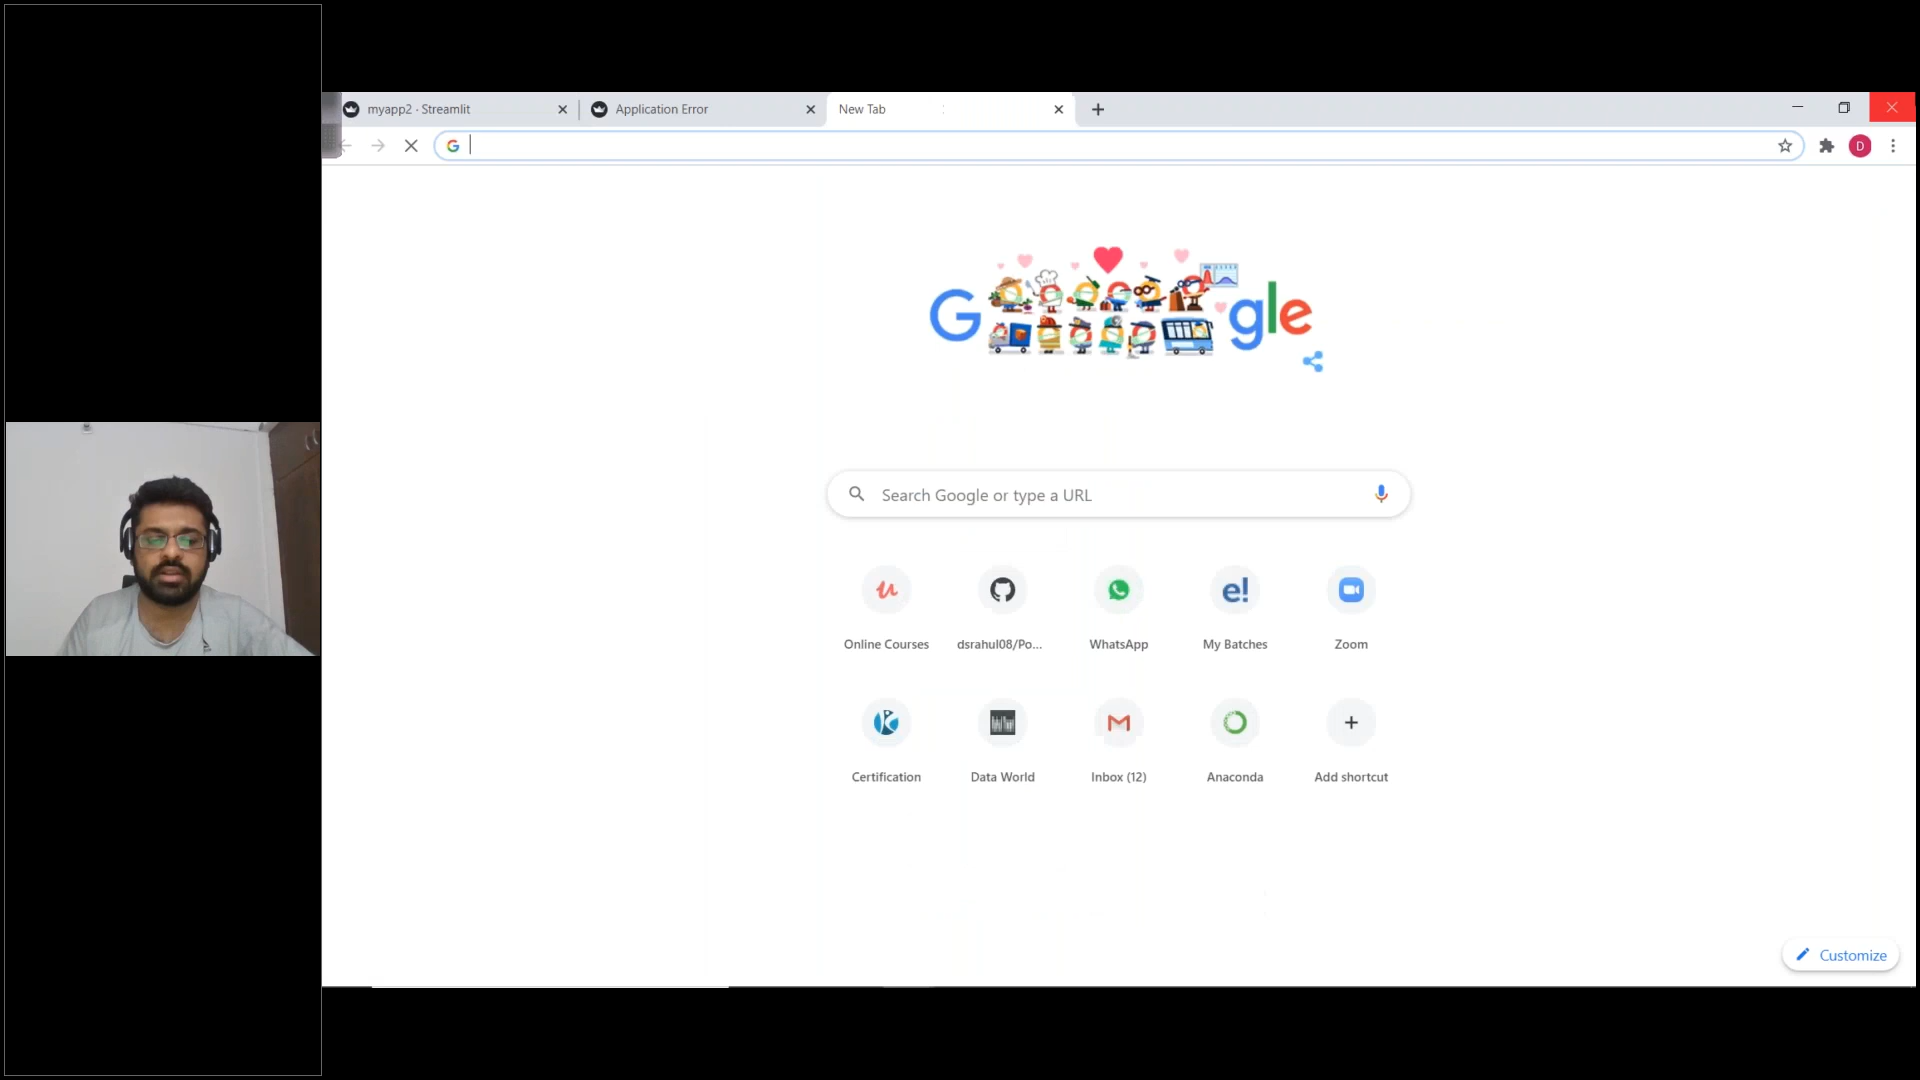 myapp2 · Streamlit
Application Error
New Tab
D
G gle
Search Google or type a URL
Online Courses
dsrahul08/Po...
WhatsApp
e!
My Batches
Zoom
Certification
Data World
Inbox (12)
Anaconda
Add shortcut
Customize